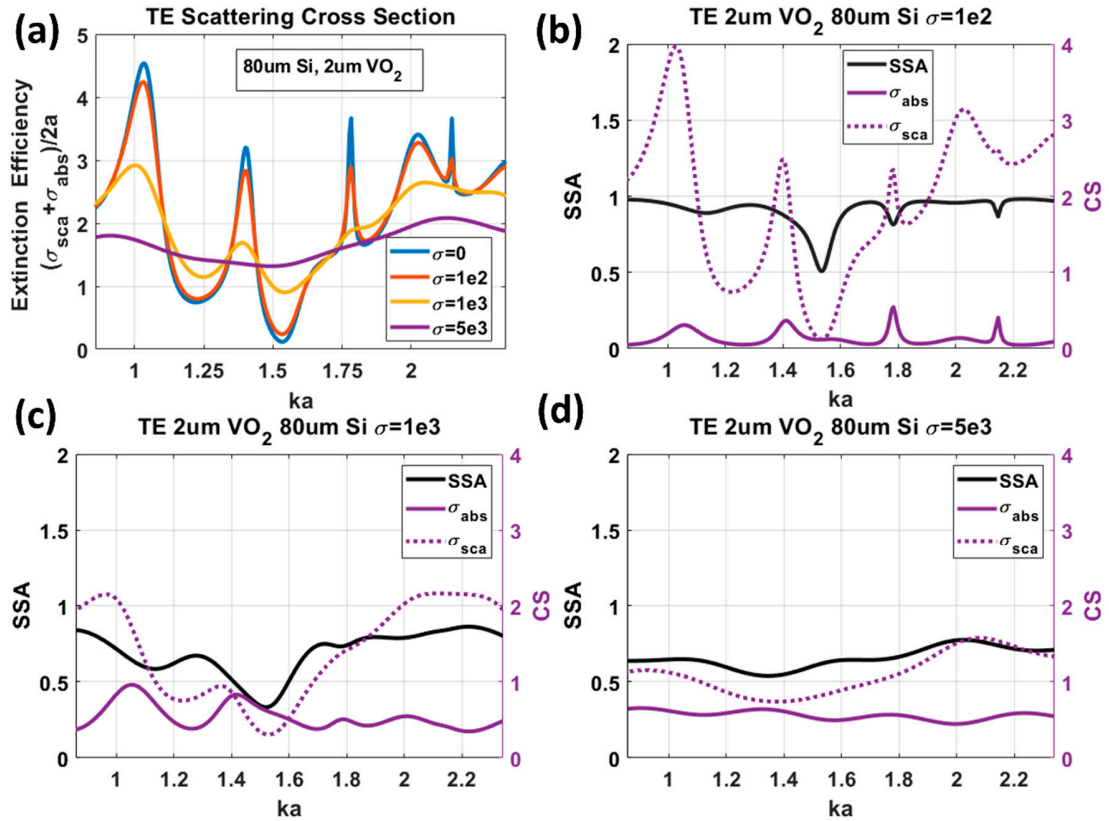 (a)
TE Scattering Cross Section
Extinction Efficiency
(σsca+σabs)/2a
5
4
3
2
1
0
80um Si, 2um VO2
σ=0
σ=1e2
σ=1e3
σ=5e3
1 1.25 1.5 1.75 2
ka
(b)
TE 2um VO2 80um Si σ=1e2
SSA
2
1.5
1
0.5
0
SSA
σabs
σsca
4
3
2
1
0
CS
1 1.2 1.4 1.6 1.8 2 2.2
ka
(c)
TE 2um VO2 80um Si σ=1e3
SSA
2
1.5
1
0.5
0
SSA
σabs
σsca
4
3
2
1
0
CS
1 1.2 1.4 1.6 1.8 2 2.2
ka
(d)
TE 2um VO2 80um Si σ=5e3
SSA
2
1.5
1
0.5
0
SSA
σabs
σsca
4
3
2
1
0
CS
1 1.2 1.4 1.6 1.8 2 2.2
ka